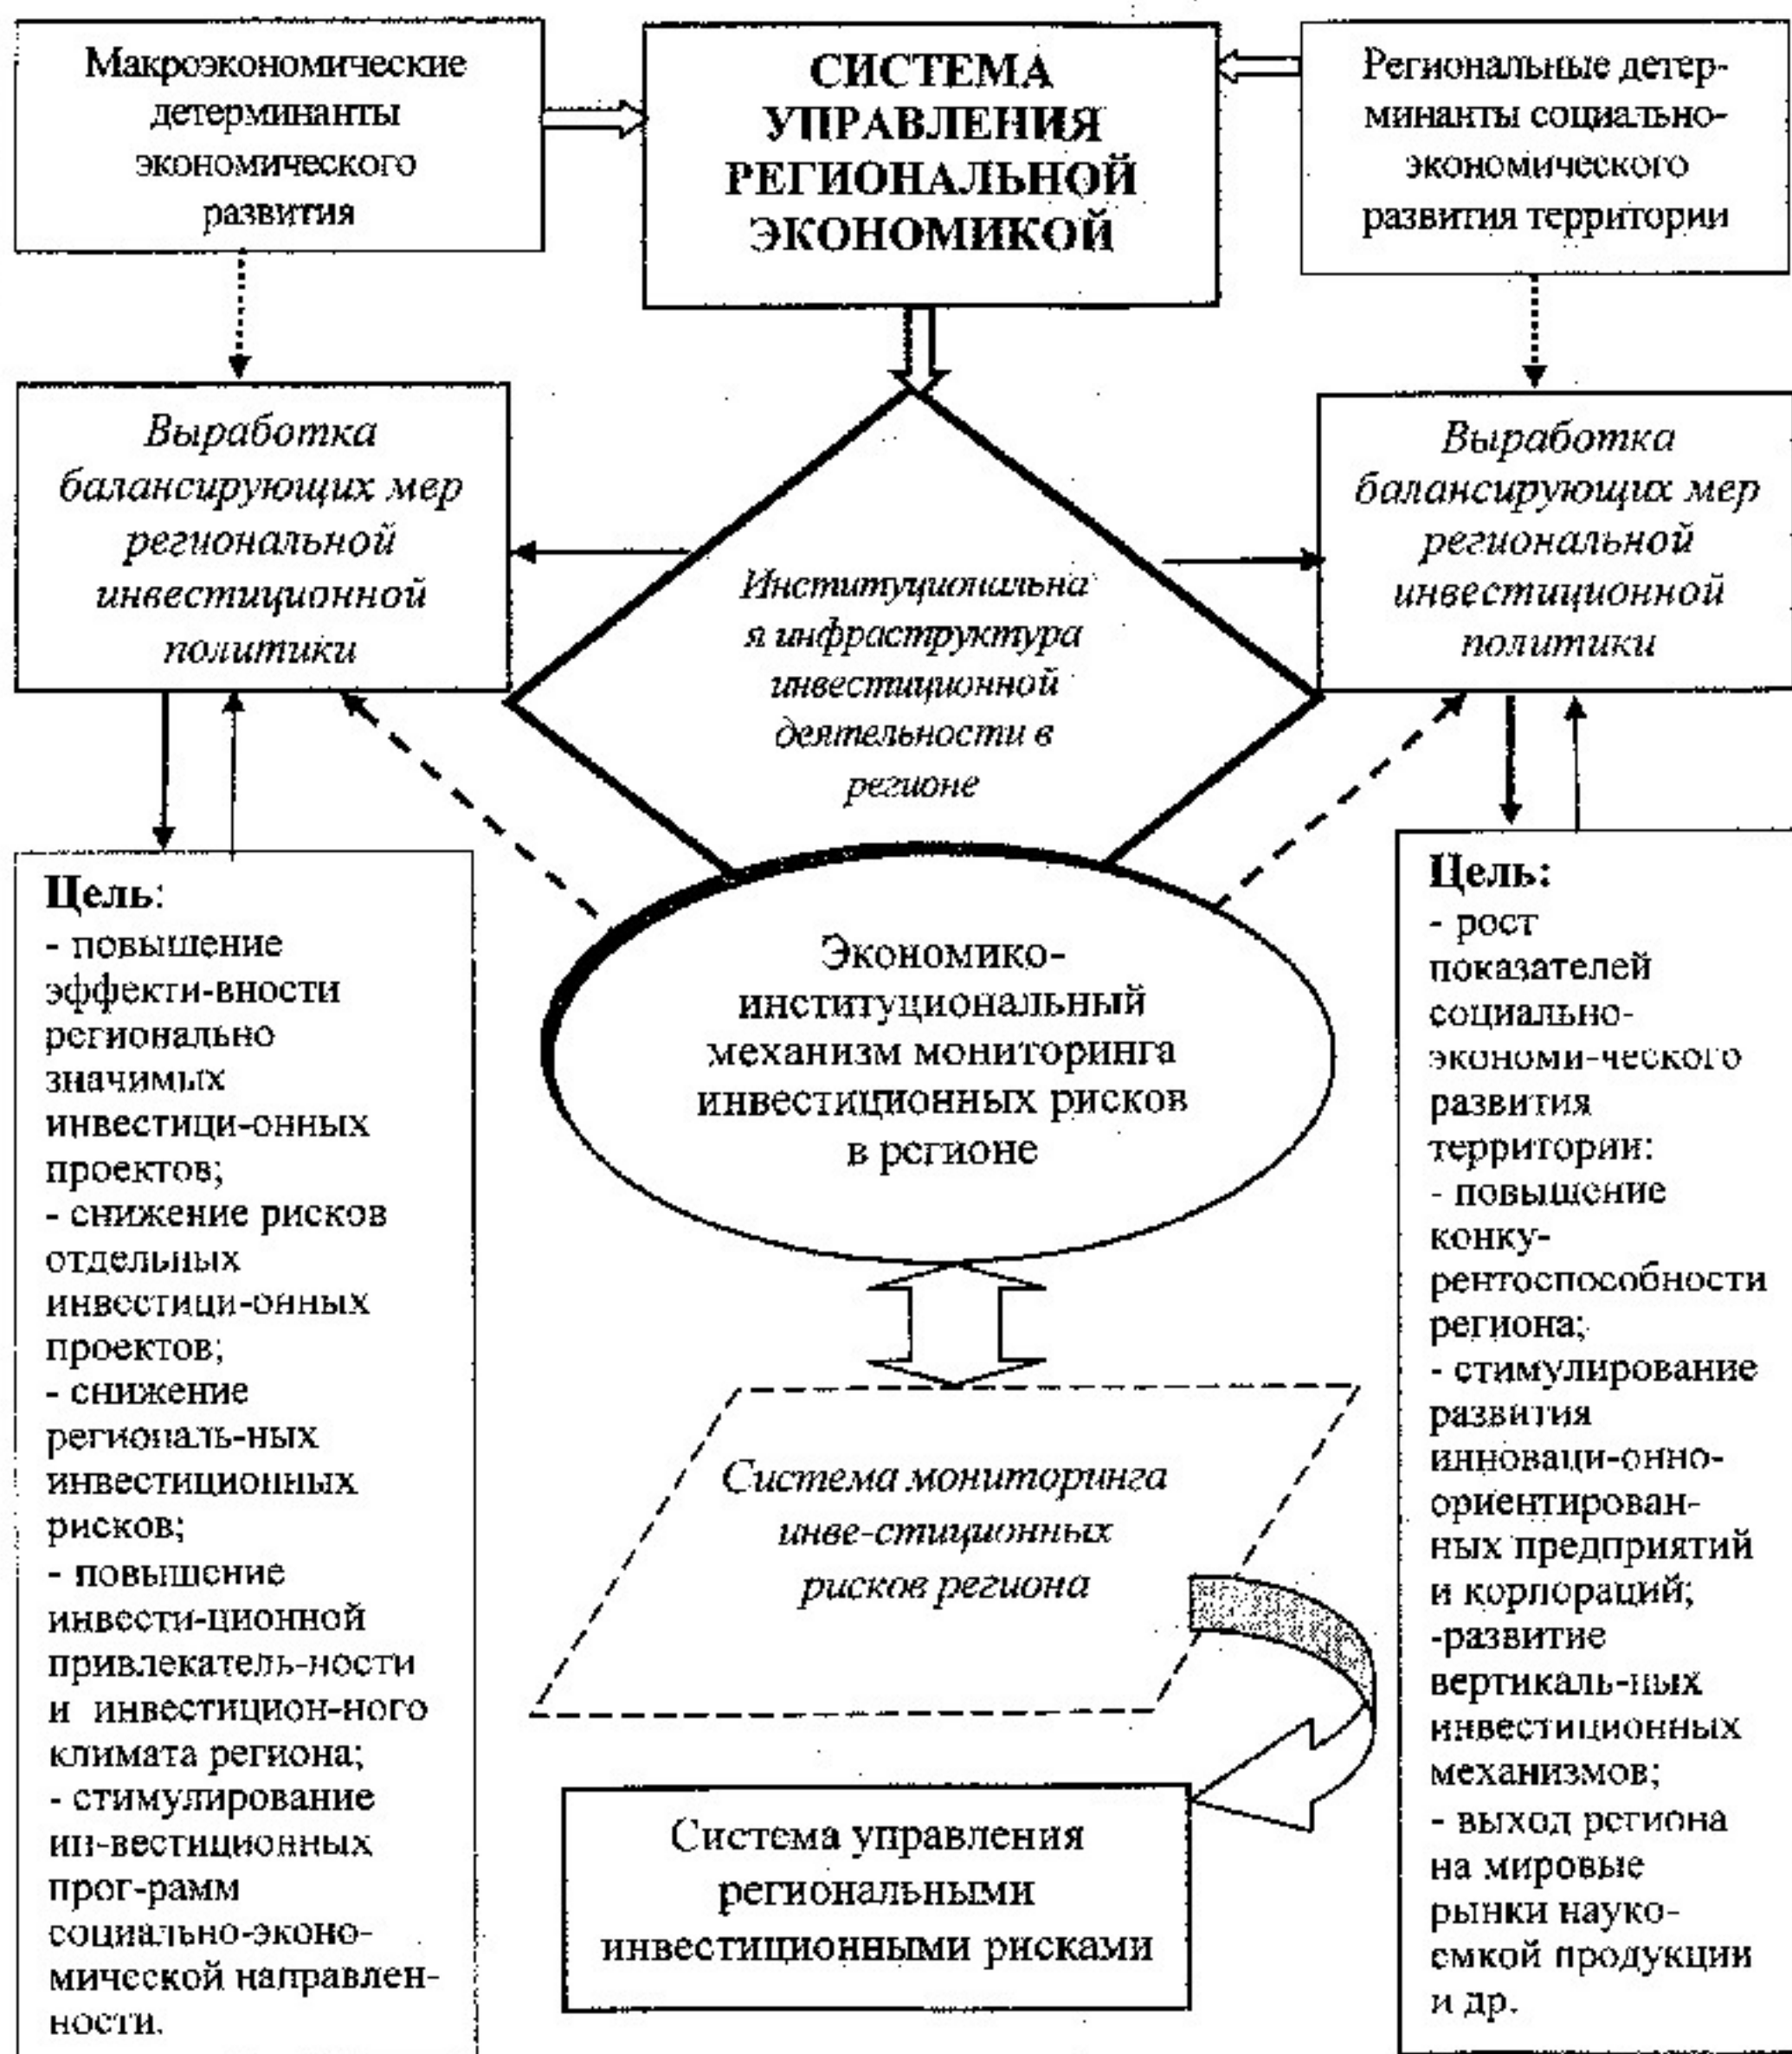 Макроэкономические
детерминанты
экономического
развития
СИСТЕМА
УПРАВЛЕНИЯ
РЕГИОНАЛЬНОЙ
ЭКОНОМИКОЙ
Региональные детер-
минанты социально-
экономического
развития территории
Выработка
балансирующих мер
региональной
инвестиционной
политики
Институциональна
я инфраструктура
инвестиционной
деятельности в
регионе
Выработка
балансирующих мер
региональной
инвестиционной
политики
Цель:
- повышение
эффекти-вности
регионально
значимых
инвестици-онных
проектов;
- снижение рисков
отдельных
инвестици-онных
проектов;
- снижение
региональ-ных
инвестиционных
рисков;
- повышение
инвести-ционной
привлекатель-ности
и инвестицион-ного
климата региона;
- стимулирование
ин-вестиционных
прог-рамм
социально-эконо-
мической направлен-
ности.
Экономико-
институциональный
механизм мониторинга
инвестиционных рисков
в регионе
Система мониторинга
инве-стиционных
рисков региона
Система управления
региональными
инвестиционными рисками
Цель:
- рост
показателей
социально-
экономи-ческого
развития
территории:
- повышение
конку-
рентоспособности
региона;
- стимулирование
развития
инноваци-онно-
ориентирован-
ных предприятий
и корпораций;
-развитие
вертикаль-ных
инвестиционных
механизмов;
- выход региона
на мировые
рынки науко-
емкой продукции
и др.